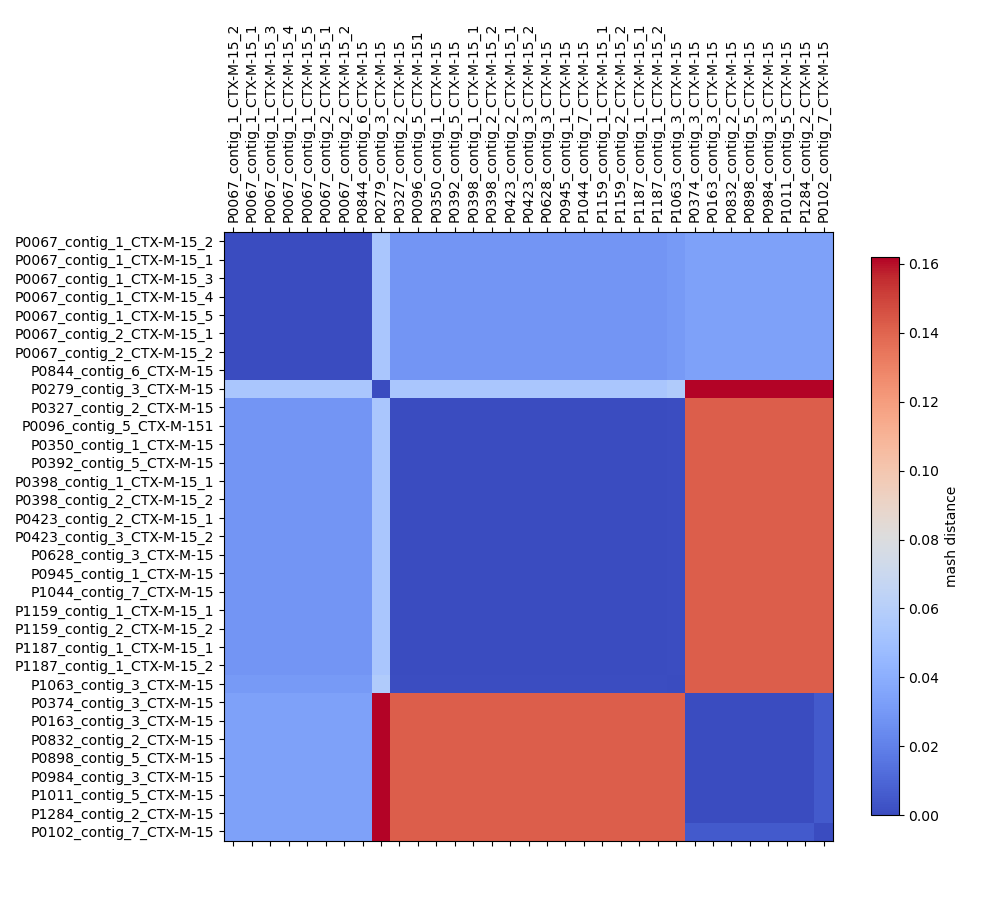 P0067_contig_1_CTX-M-15_2
P0067_contig_1_CTX-M-15_1
P0067_contig_1_CTX-M-15_3
P0067_contig_1_CTX-M-15_4
P0067_contig_1_CTX-M-15_5
P0067_contig_2_CTX-M-15_1
P0067_contig_2_CTX-M-15_2
P0844_contig_6_CTX-M-15
P0279_contig_3_CTX-M-15
P0327_contig_2_CTX-M-15
P0096_contig_5_CTX-M-151
P0350_contig_1_CTX-M-15
P0392_contig_5_CTX-M-15
P0398_contig_1_CTX-M-15_1
P0398_contig_2_CTX-M-15_2
P0423_contig_2_CTX-M-15_1
P0423_contig_3_CTX-M-15_2
P0628_contig_3_CTX-M-15
P0945_contig_1_CTX-M-15
P1044_contig_7_CTX-M-15
P1159_contig_1_CTX-M-15_1
P1159_contig_2_CTX-M-15_2
P1187_contig_1_CTX-M-15_1
P1187_contig_1_CTX-M-15_2
P1063_contig_3_CTX-M-15
P0374_contig_3_CTX-M-15
P0163_contig_3_CTX-M-15
P0832_contig_2_CTX-M-15
P0898_contig_5_CTX-M-15
P0984_contig_3_CTX-M-15
P1011_contig_5_CTX-M-15
P1284_contig_2_CTX-M-15
P0102_contig_7_CTX-M-15
P0067_contig_1_CTX-M-15_2
P0067_contig_1_CTX-M-15_1
P0067_contig_1_CTX-M-15_3
P0067_contig_1_CTX-M-15_4
P0067_contig_1_CTX-M-15_5
P0067_contig_2_CTX-M-15_1
P0067_contig_2_CTX-M-15_2
P0844_contig_6_CTX-M-15
P0279_contig_3_CTX-M-15
P0327_contig_2_CTX-M-15
P0096_contig_5_CTX-M-151
P0350_contig_1_CTX-M-15
P0392_contig_5_CTX-M-15
P0398_contig_1_CTX-M-15_1
P0398_contig_2_CTX-M-15_2
P0423_contig_2_CTX-M-15_1
P0423_contig_3_CTX-M-15_2
P0628_contig_3_CTX-M-15
P0945_contig_1_CTX-M-15
P1044_contig_7_CTX-M-15
P1159_contig_1_CTX-M-15_1
P1159_contig_2_CTX-M-15_2
P1187_contig_1_CTX-M-15_1
P1187_contig_1_CTX-M-15_2
P1063_contig_3_CTX-M-15
P0374_contig_3_CTX-M-15
P0163_contig_3_CTX-M-15
P0832_contig_2_CTX-M-15
P0898_contig_5_CTX-M-15
P0984_contig_3_CTX-M-15
P1011_contig_5_CTX-M-15
P1284_contig_2_CTX-M-15
P0102_contig_7_CTX-M-15
0.16
0.14
0.12
0.10
0.08
0.06
0.04
0.02
0.00
mash distance